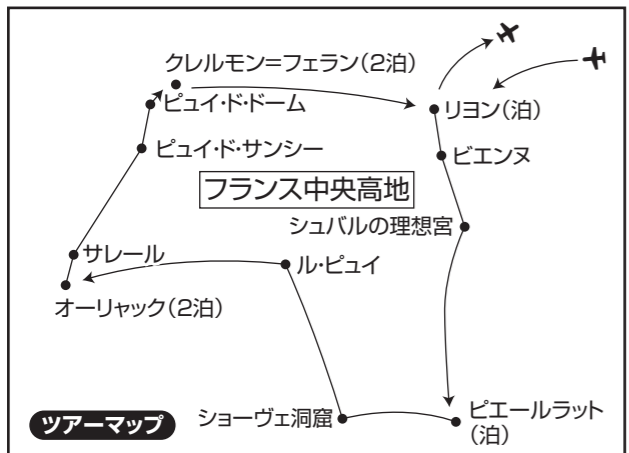 クレルモン=フェラン(2泊)
ピュイ・ド・ドーム
リヨン(泊)
ピュイ・ド・サンシー
ビエンヌ
フランス中央高地
シュバルの理想宮
サレール
ル・ピュイ
オーリャック(2泊)
ツアーマップ
ショーヴェ洞窟
ピエールラット
(泊)